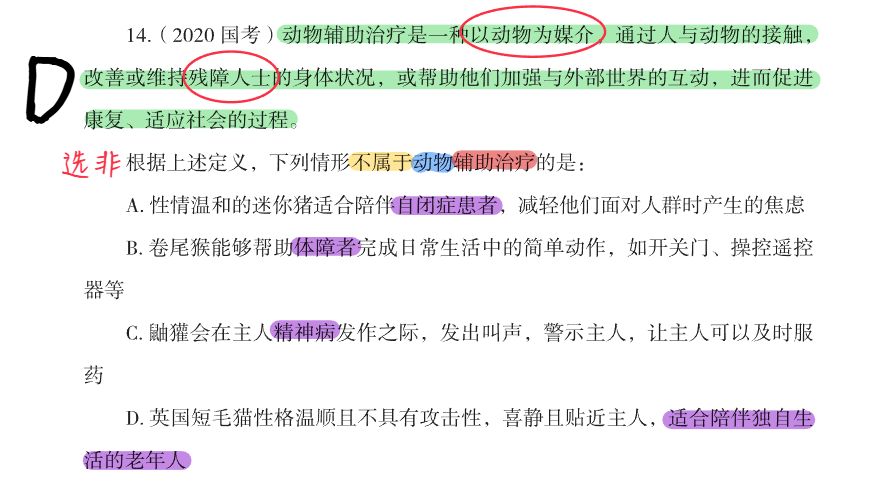 14.（2020 国考）动物辅助治疗是一种以动物为媒介，通过人与动物的接触，
D
改善或维持残障人士的身体状况，或帮助他们加强与外部世界的互动，进而促进
康复、适应社会的过程。
选非 根据上述定义，下列情形不属于动物辅助治疗的是：
A. 性情温和的迷你猪适合陪伴自闭症患者，减轻他们面对人群时产生的焦虑
B. 卷尾猴能够帮助体障者完成日常生活中的简单动作，如开关门、操控遥控
器等
C. 鼬獾会在主人精神病发作之际，发出叫声，警示主人，让主人可以及时服
药
D. 英国短毛猫性格温顺且不具有攻击性，喜静且贴近主人，适合陪伴独自生
活的老年人